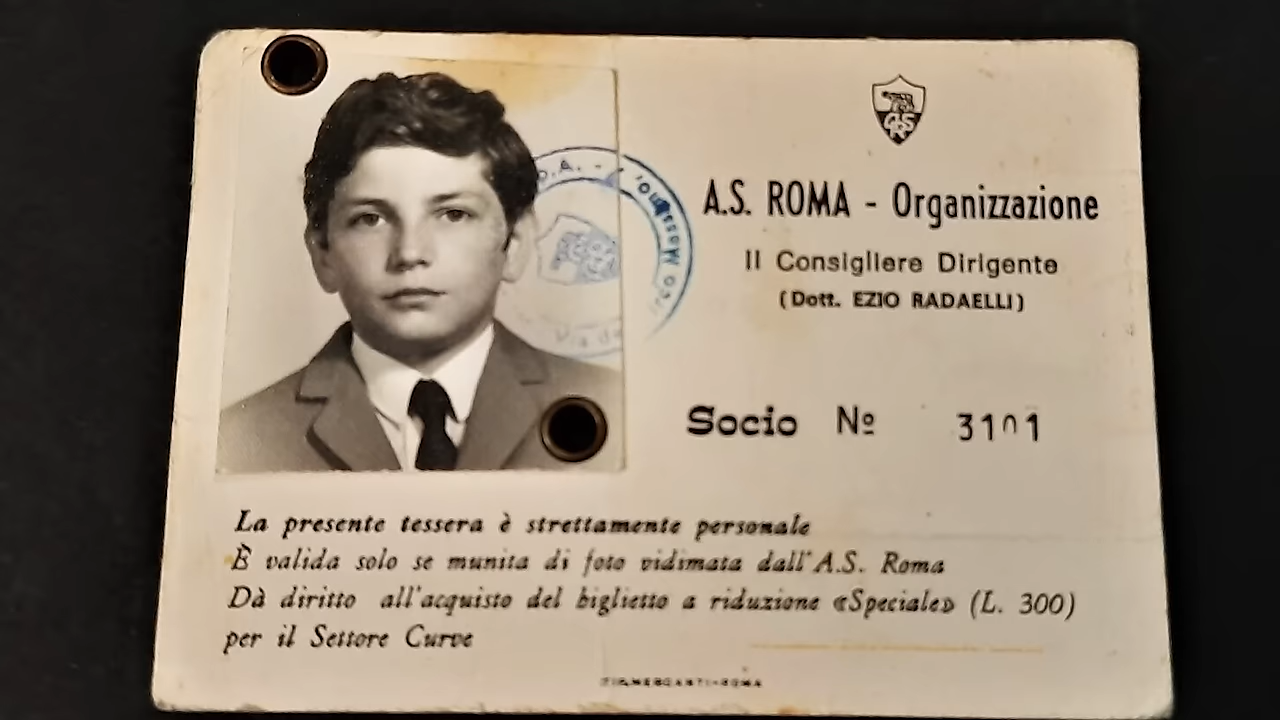 A.S. ROMA - Organizzazione
Il Consigliere Dirigente
(Dott. EZIO RADAELLI)
Socio Nº 3101
La presente tessera è strettamente personale
È valida solo se munita di foto vidimata dall'A.S. Roma
Dà diritto all'acquisto del biglietto a riduzione «Speciale» (L. 300)
per il Settore Curve